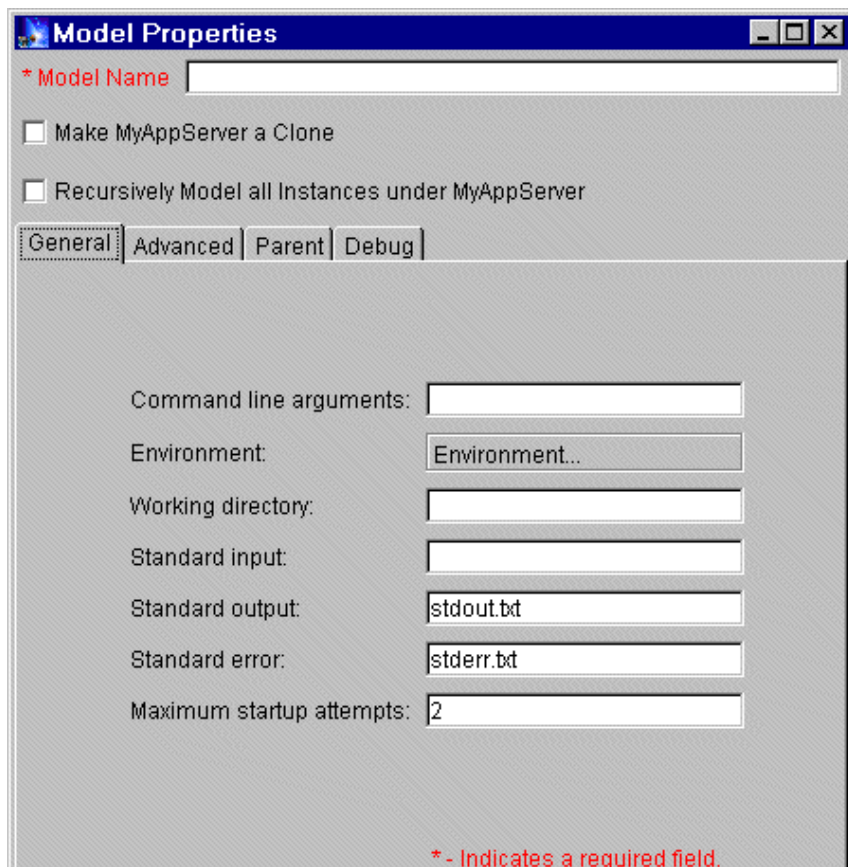 Model Properties
* Model Name
Make MyAppServer a Clone
Recursively Model all Instances under MyAppServer
General Advanced Parent Debug
Command line arguments:
Environment: Environment...
Working directory:
Standard input:
Standard output: stdout.txt
Standard error: stderr.txt
Maximum startup attempts: 2
* - Indicates a required field.